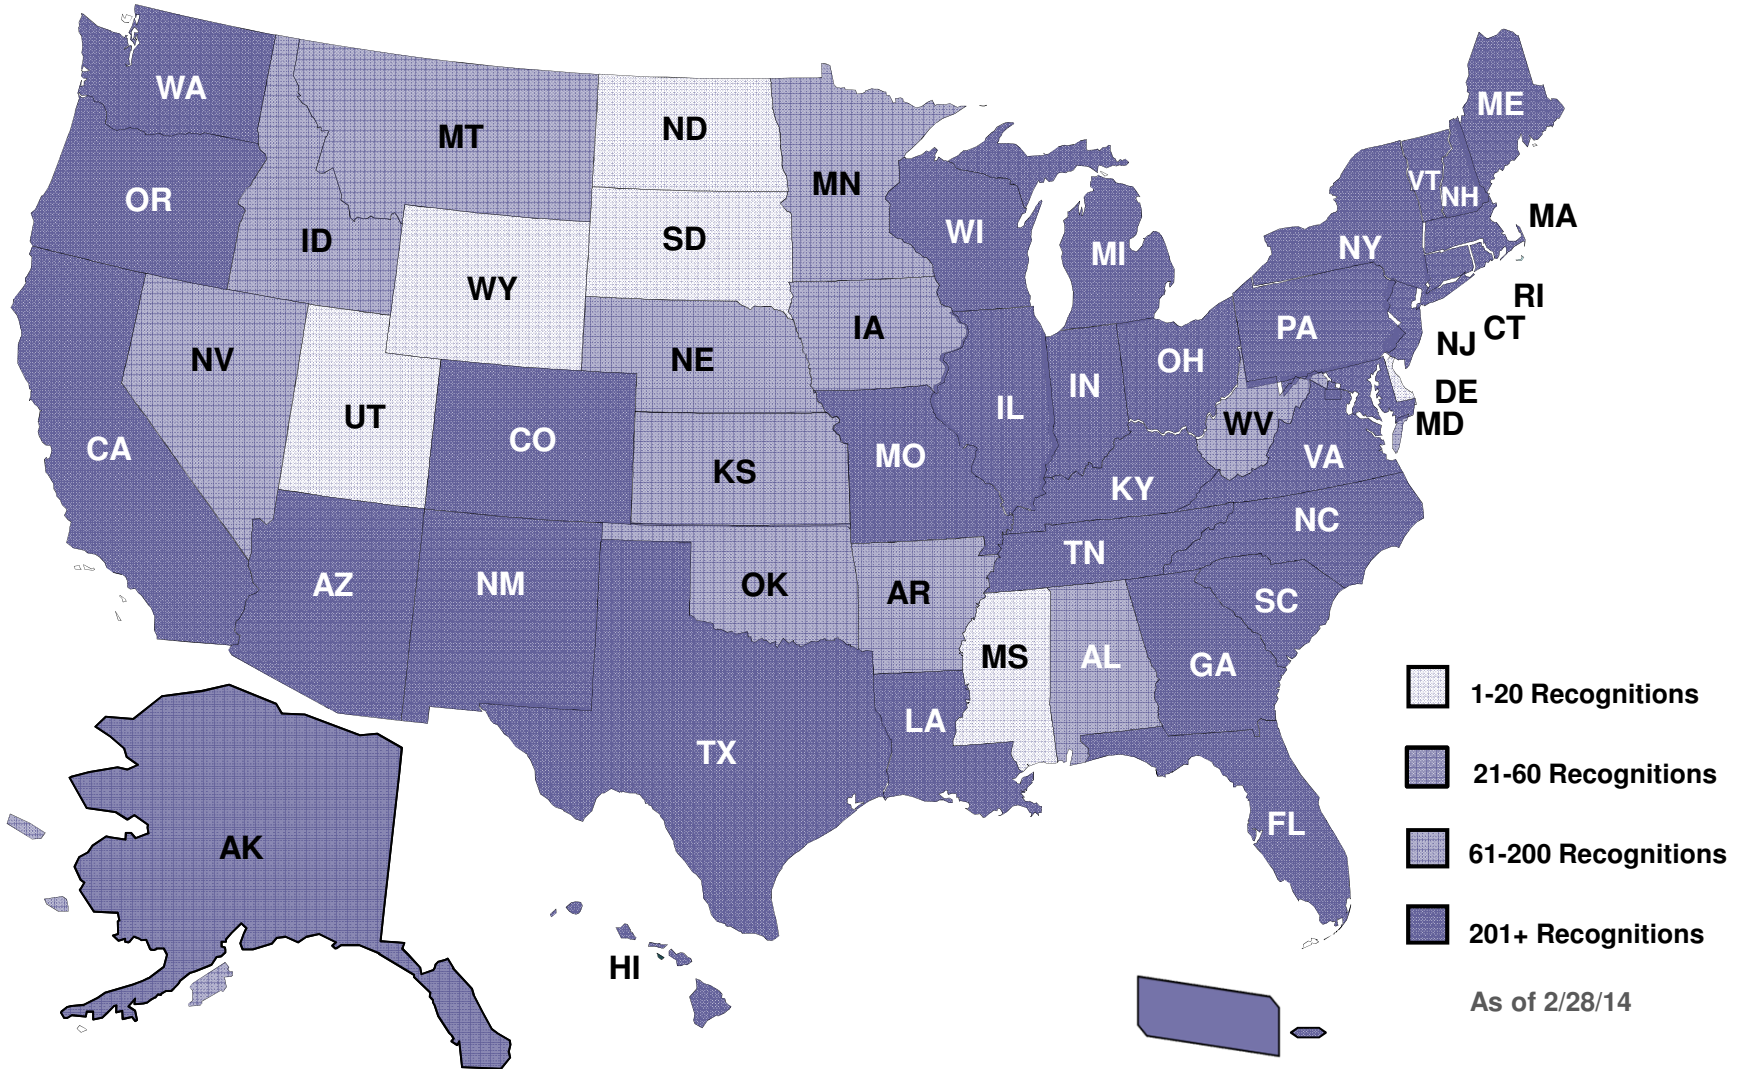 WA
ME
ND
MT
VT
MN
NH
OR
MA
WI
SD
ID
NY
MI
WY
RI
IA
PA
CT
NJ
NV
NE
OH
IN
DE
UT
IL
WV
MD
CO
CA
MO
VA
KS
KY
NC
TN
AZ
NM
OK
AR
SC
MS
AL
GA
1-20 Recognitions
LA
TX
21-60 Recognitions
FL
AK
61-200 Recognitions
201+ Recognitions
HI
As of 2/28/14